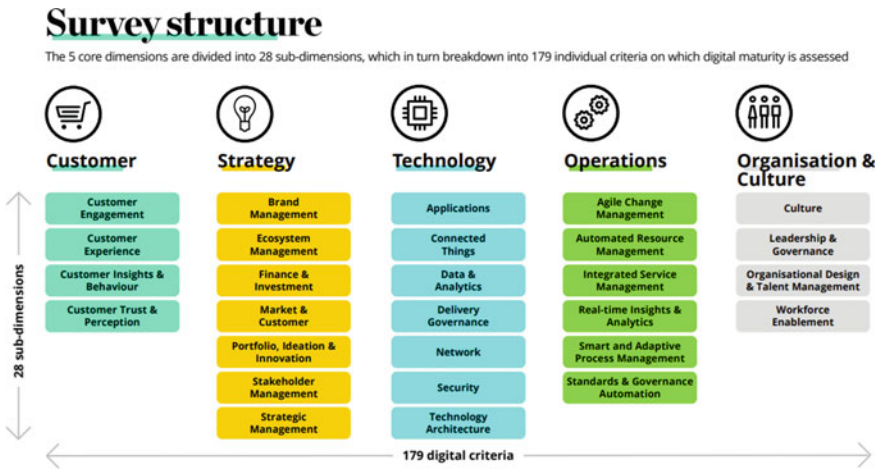 Survey structure
The 5 core dimensions are divided into 28 sub-dimensions, which in turn breakdown into 179 individual criteria on which digital maturity is assessed
Customer
Customer
Engagement
Customer
Experience
Customer Insights &
Behaviour
Customer Trust &
Perception
Strategy
Brand
Management
Ecosystem
Management
Finance &
Investment
Market &
Customer
Portfolio, Ideation &
Innovation
Stakeholder
Management
Strategic
Management
Technology
Applications
Connected
Things
Data &
Analytics
Delivery
Governance
Network
Security
Technology
Architecture
Operations
Agile Change
Management
Automated Resource
Management
Integrated Service
Management
Real-time Insights &
Analytics
Smart and Adaptive
Process Management
Standards & Governance
Automation
Organisation &
Culture
Culture
Leadership &
Governance
Organisational Design
& Talent Management
Workforce
Enablement
28 sub-dimensions
179 digital criteria